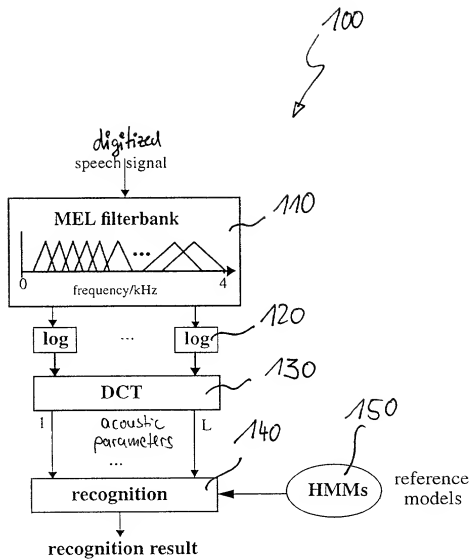 100
digitized
speech signal
MEL filterbank
110
...
0
4
frequency/kHz
log
...
log
120
DCT
130
1
acoustic
parameters
L
...
140
150
recognition
HMMs
reference
models
recognition result